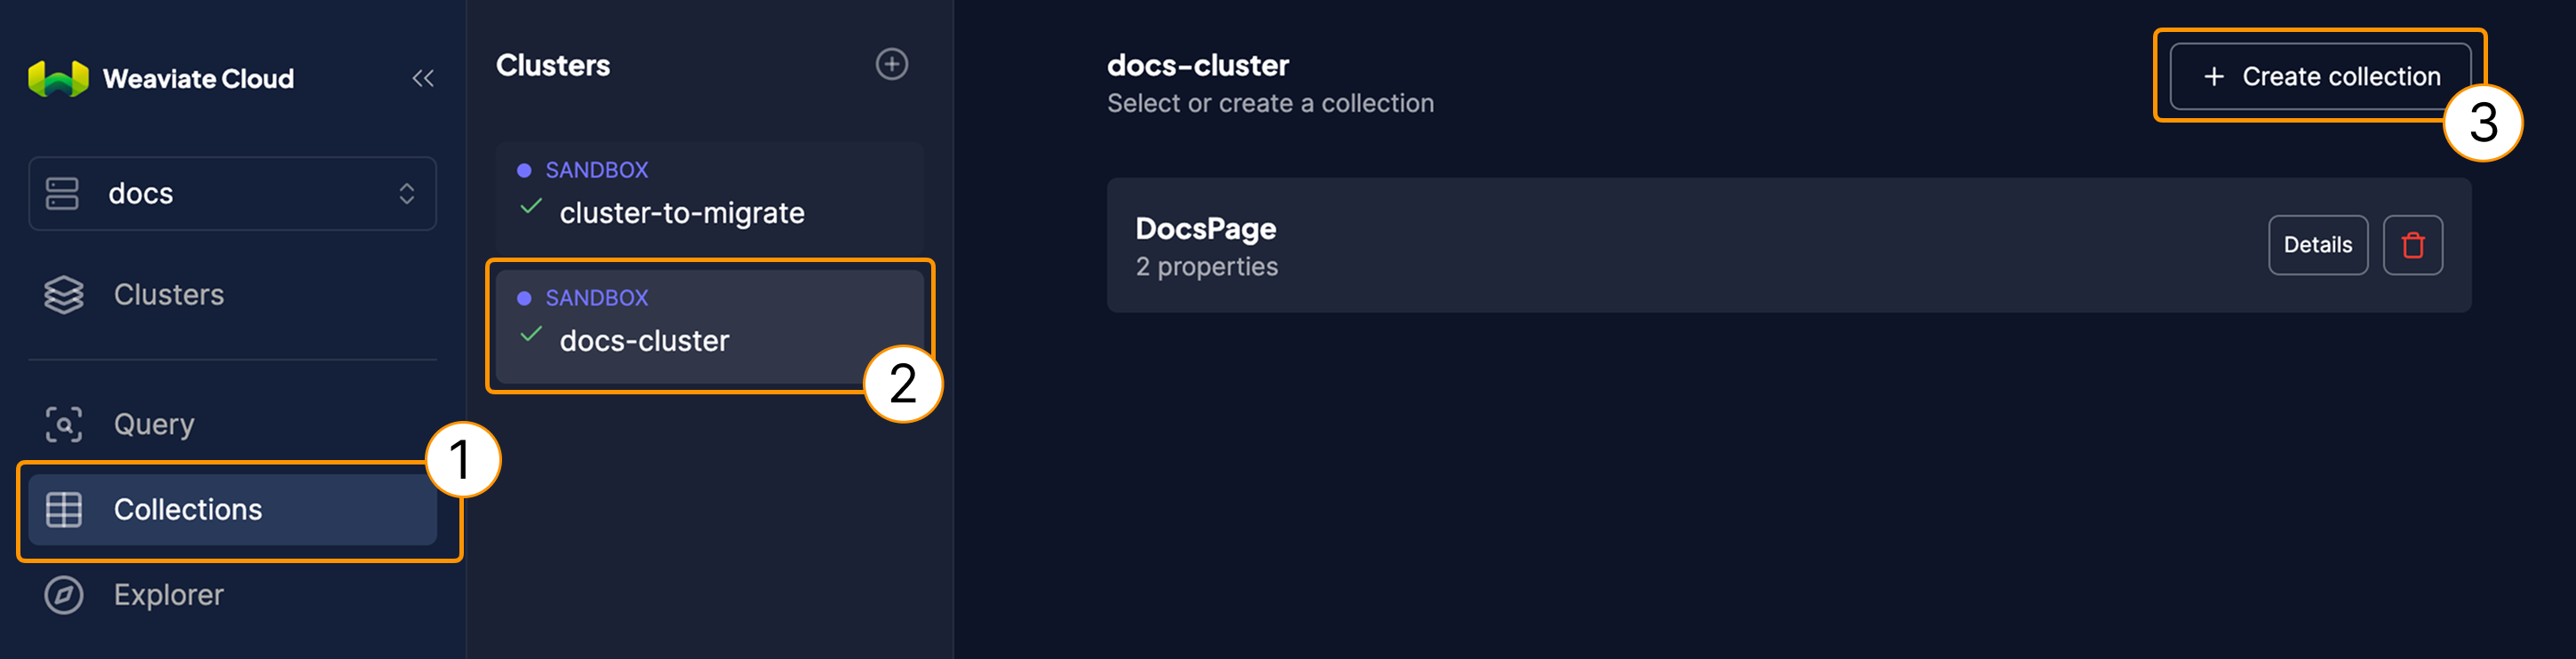 Weaviate Cloud
docs
Clusters
Query
1
Collections
Explorer
Clusters
SANDBOX
cluster-to-migrate
SANDBOX
docs-cluster
2
docs-cluster
Select or create a collection
+ Create collection
3
DocsPage
2 properties
Details